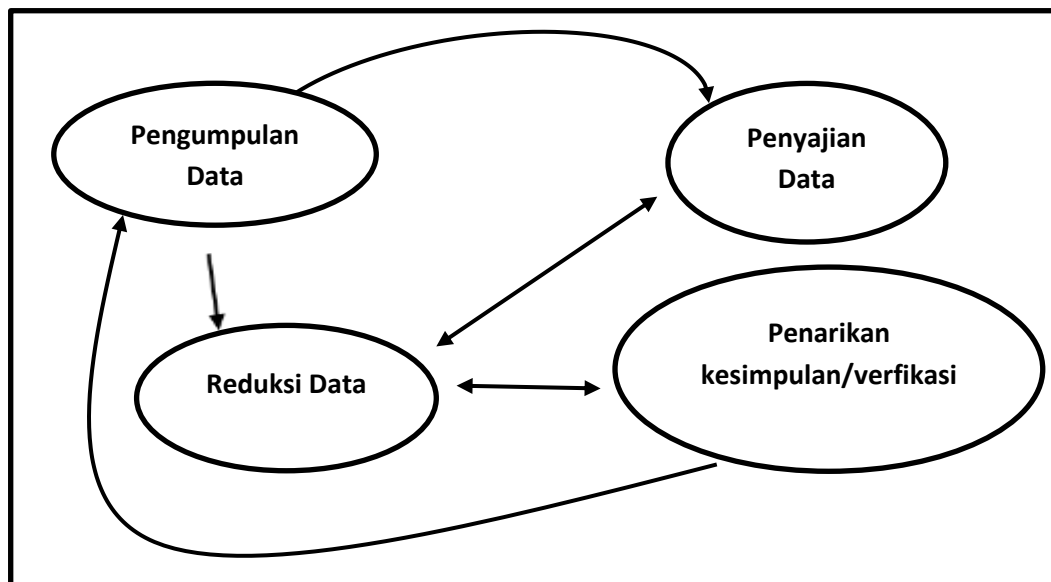 Pengumpulan
Data
Penyajian
Data
Reduksi Data
Penarikan
kesimpulan/verfikasi